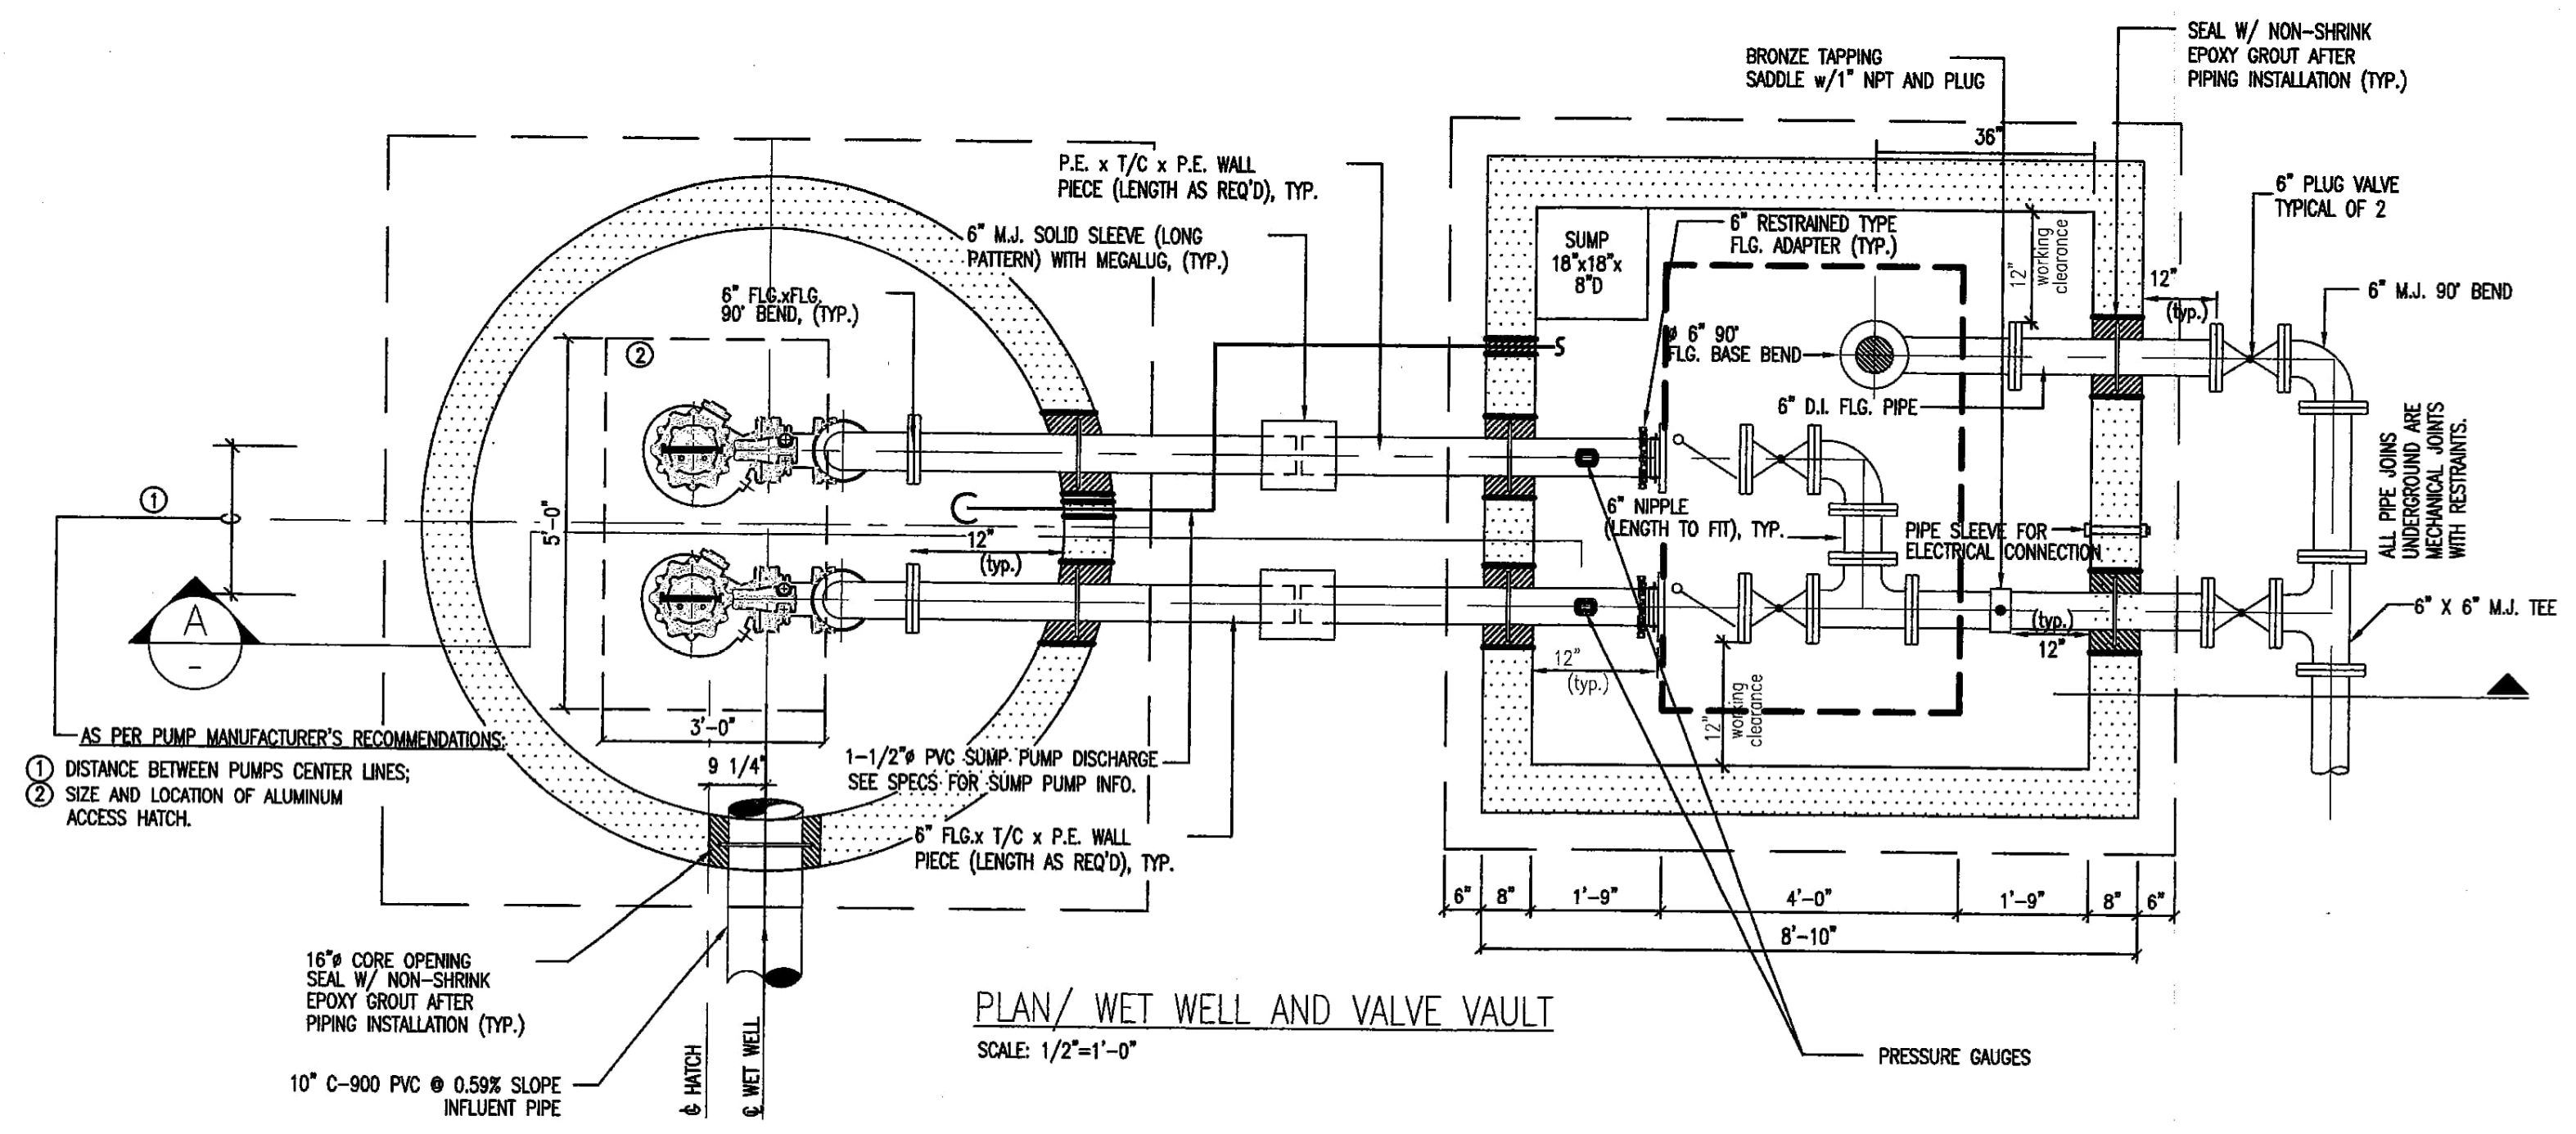 SEAL W/ NON-SHRINK
EPOXY GROUT AFTER
PIPING INSTALLATION (TYP.)
BRONZE TAPPING
SADDLE w/1" NPT AND PLUG
36"
P.E. x T/C x P.E. WALL
PIECE (LENGTH AS REQ'D), TYP.
6" PLUG VALVE
TYPICAL OF 2
6" M.J. SOLID SLEEVE (LONG
PATTERN) WITH MEGALUG, (TYP.)
SUMP
18"x18"x
8"D
6" RESTRAINED TYPE
FLG. ADAPTER (TYP.)
12"
working
clearance
12"
(typ.)
6" M.J. 90° BEND
6" FLG.xFLG.
90° BEND, (TYP.)
2
S
ø 6" 90°
FLG. BASE BEND
6" D.I. FLG. PIPE
ALL PIPE JOINS
UNDERGROUND ARE
MECHANICAL JOINTS
WITH RESTRAINTS.
1
5'-0"
C
12"
(typ.)
6" NIPPLE
(LENGTH TO FIT), TYP.
PIPE SLEEVE FOR
ELECTRICAL CONNECTION
A
-
(typ.)
12"
6" X 6" M.J. TEE
12"
(typ.)
12"
working
clearance
3'-0"
AS PER PUMP MANUFACTURER'S RECOMMENDATIONS:
1 DISTANCE BETWEEN PUMPS CENTER LINES;
2 SIZE AND LOCATION OF ALUMINUM
ACCESS HATCH.
9 1/4"
1-1/2"ø PVC SUMP PUMP DISCHARGE
SEE SPECS FOR SUMP PUMP INFO.
6" FLG.x T/C x P.E. WALL
PIECE (LENGTH AS REQ'D), TYP.
6" 8" 1'-9" 4'-0" 1'-9" 8" 6"
8'-10"
16"ø CORE OPENING
SEAL W/ NON-SHRINK
EPOXY GROUT AFTER
PIPING INSTALLATION (TYP.)
10" C-900 PVC @ 0.59% SLOPE
INFLUENT PIPE
℄ HATCH
℄ WET WELL
PLAN/ WET WELL AND VALVE VAULT
SCALE: 1/2"=1'-0"
PRESSURE GAUGES